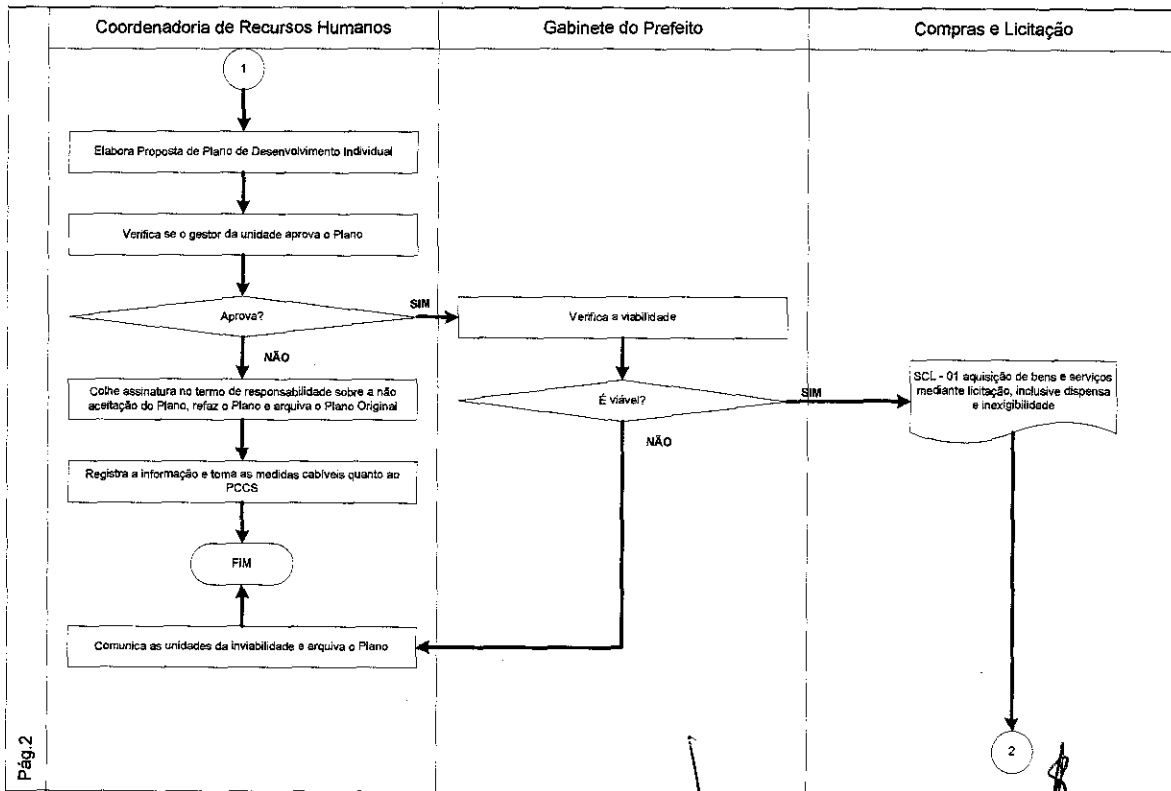 Coordenadoria de Recursos Humanos
Gabinete do Prefeito
Compras e Licitação
1
Elabora Proposta de Plano de Desenvolvimento Individual
Verifica se o gestor da unidade aprova o Plano
Aprova?
SIM
Verifica a viabilidade
NÃO
Colhe assinatura no termo de responsabilidade sobre a não
aceitação do Plano, refaz o Plano e arquiva o Plano Original
É viável?
SIM
SCL - 01 aquisição de bens e serviços
mediante licitação, inclusive dispensa
e inexigibilidade
NÃO
Registra a informação e toma as medidas cabíveis quanto ao
PCCS
FIM
Comunica as unidades da inviabilidade e arquiva o Plano
2
Pág.2